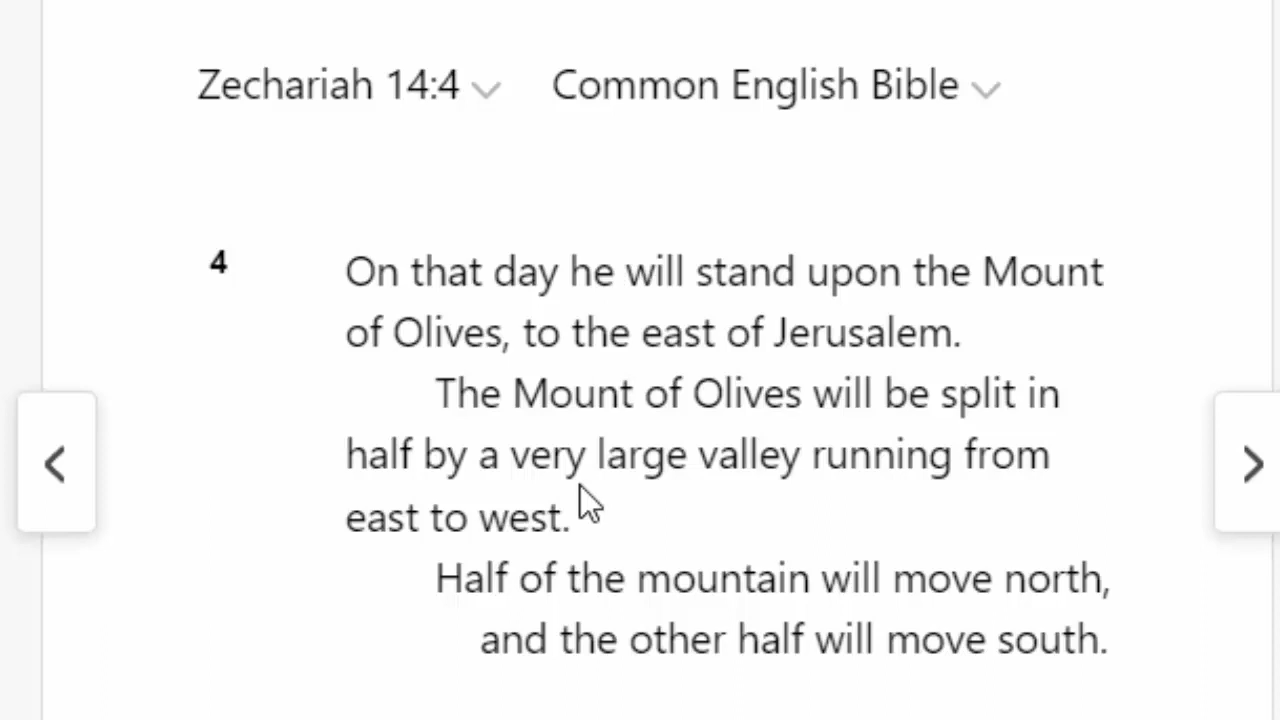 Zechariah 14:4 Common English Bible
4 On that day he will stand upon the Mount
of Olives, to the east of Jerusalem.
The Mount of Olives will be split in
half by a very large valley running from
east to west.
Half of the mountain will move north,
and the other half will move south.